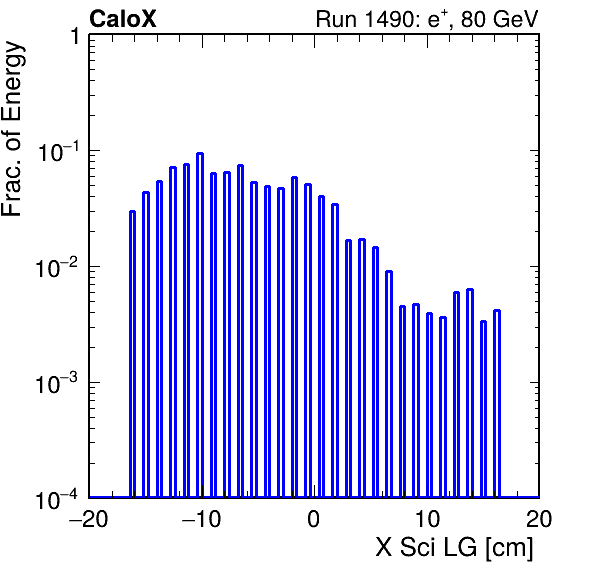 CaloX Run 1490: e⁺, 80 GeV
Frac. of Energy
1
10⁻¹
10⁻²
10⁻³
10⁻⁴
−20 −10 0 10 20
X Sci LG [cm]